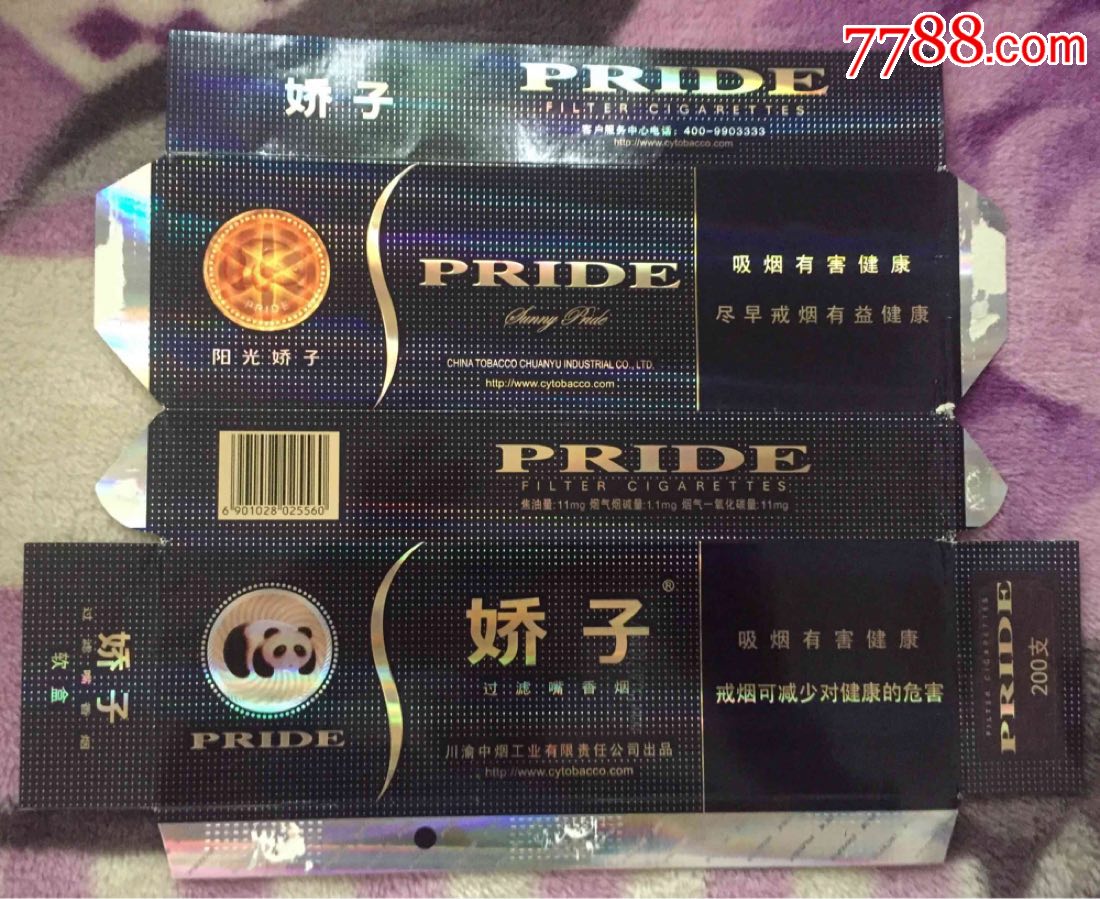 7788.com
娇子
PRIDE
FILTER CIGARETTES
客户服务中心电话：400-9903333
http://www.cytobacco.com
PRIDE
阳光娇子
PRIDE
Sunny Pride
CHINA TOBACCO CHUANYU INDUSTRIAL CO., LTD.
http://www.cytobacco.com
吸烟有害健康
尽早戒烟有益健康
6 901028 025560
PRIDE
FILTER CIGARETTES
焦油量:11mg 烟气烟碱量:1.1mg 烟气一氧化碳量:11mg
娇子
过滤嘴香烟
软盒
PRIDE
娇子®
过滤嘴香烟
川渝中烟工业有限责任公司出品
http://www.cytobacco.com
吸烟有害健康
戒烟可减少对健康的危害
PRIDE
FILTER CIGARETTES
200支